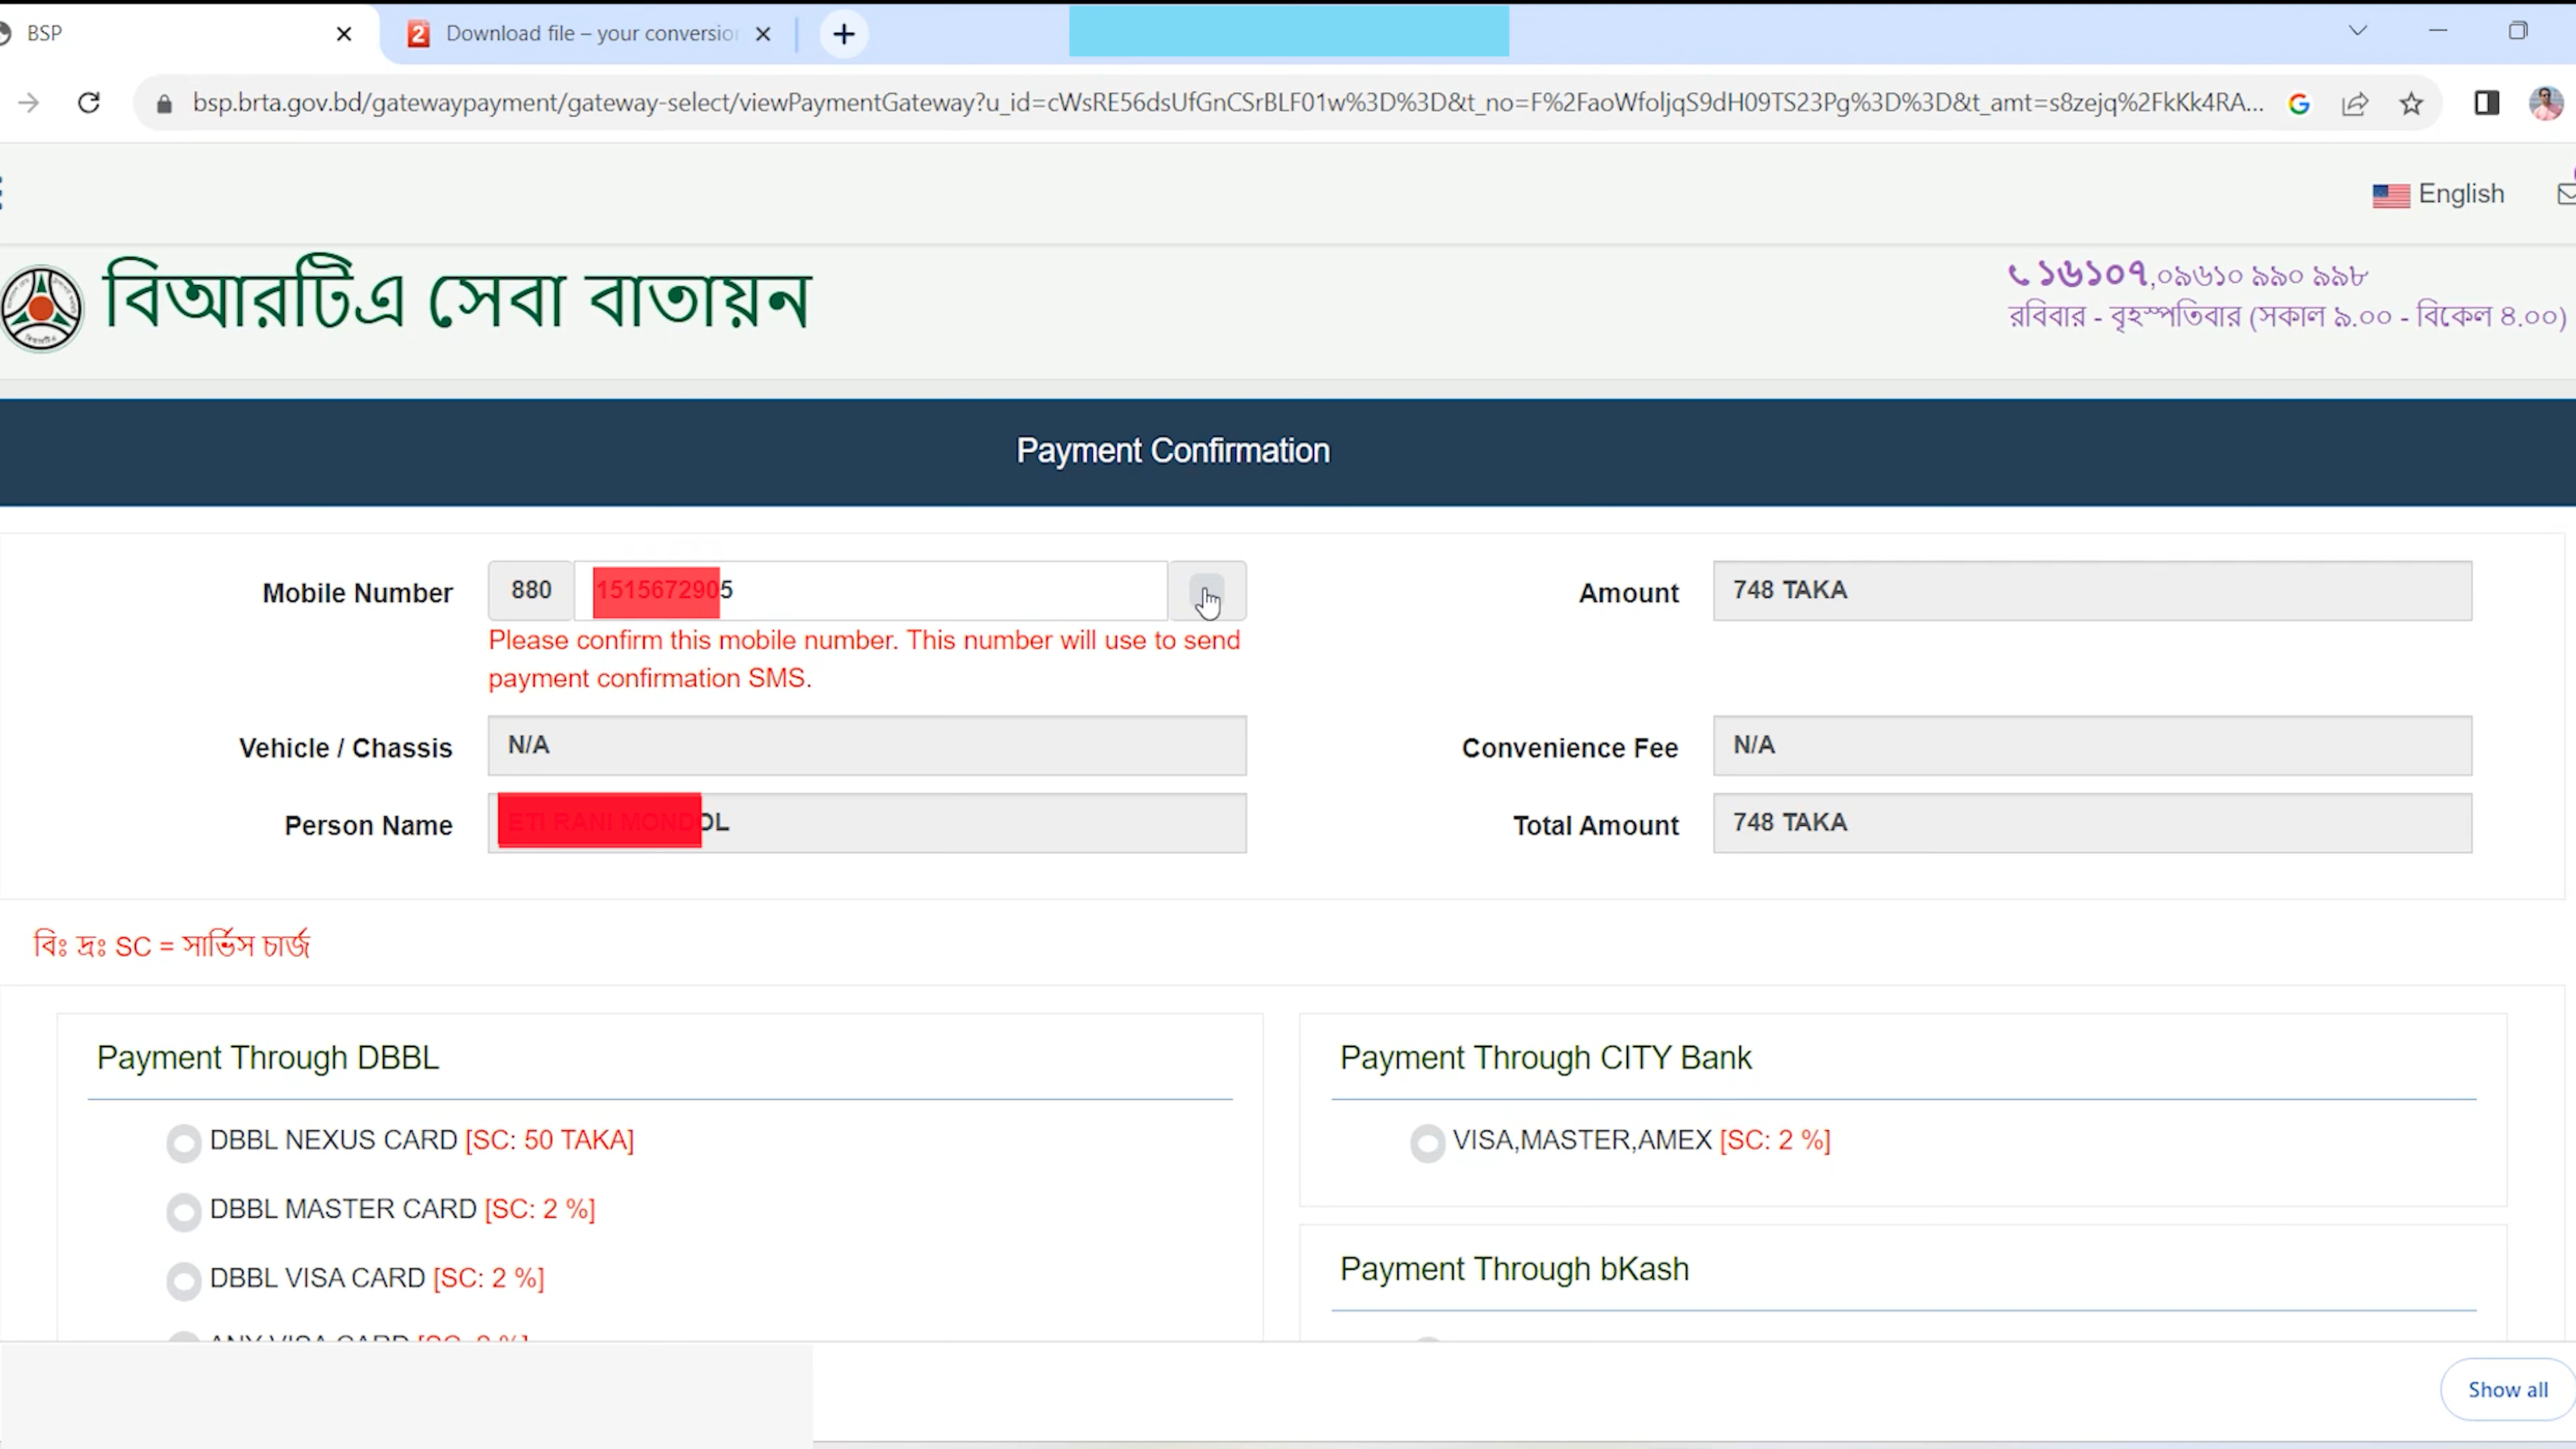 BSP
Download file – your conversion
bsp.brta.gov.bd/gatewaypayment/gateway-select/viewPaymentGateway?u_id=cWsRE56dsUfGnCSrBLF01w%3D%3D&t_no=F%2FaoWfoljqS9dH09TS23Pg%3D%3D&t_amt=s8zejq%2FkKk4RA...
English
বিআরটিএ সেবা বাতায়ন
১৬১০৭,০৯৬১০ ৯৯০ ৯৯৮
রবিবার - বৃহস্পতিবার (সকাল ৯.০০ - বিকেল ৪.০০)
Payment Confirmation
Mobile Number 880 Amount 748 TAKA
Please confirm this mobile number. This number will use to send
payment confirmation SMS.
Vehicle / Chassis N/A Convenience Fee N/A
Person Name Total Amount 748 TAKA
বিঃ দ্রঃ SC = সার্ভিস চার্জ
Payment Through DBBL
DBBL NEXUS CARD [SC: 50 TAKA]
DBBL MASTER CARD [SC: 2 %]
DBBL VISA CARD [SC: 2 %]
Payment Through CITY Bank
VISA,MASTER,AMEX [SC: 2 %]
Payment Through bKash
Show all